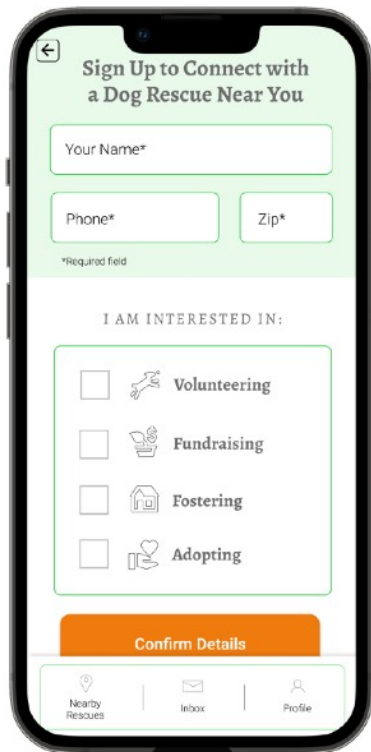 Sign Up to Connect with
a Dog Rescue Near You
Your Name*
Phone*
Zip*
*Required field
I AM INTERESTED IN:
Volunteering
Fundraising
Fostering
Adopting
Confirm Details
Nearby
Rescues
Inbox
Profile